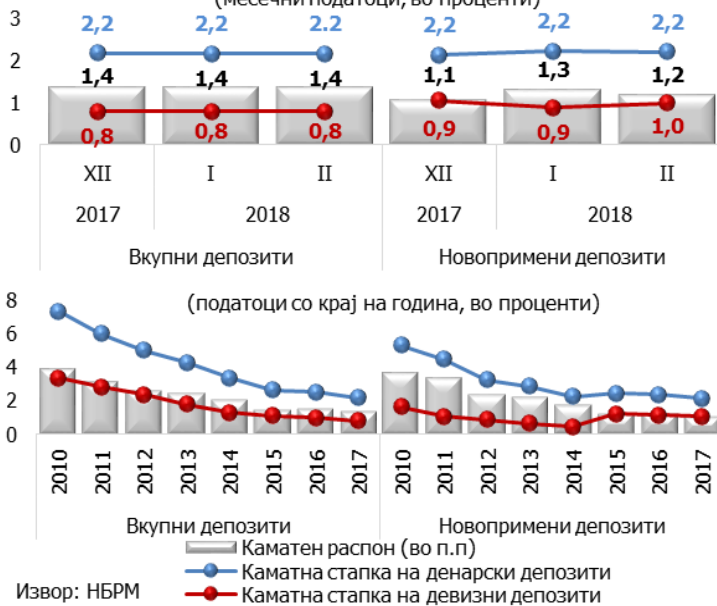 (месечни податоци, во проценти)
3
2
1
0
2,2 2,2 2.2 2,2 2,2 2,2
1,4 1,4 1,4 1,1 1,3 1,2
0,8 0,8 0,8 0,9 0,9 1,0
XII I II XII I II
2017 2018 2017 2018
Вкупни депозити Новопримени депозити
(податоци со крај на година, во проценти)
8
6
4
2
0
2010 2011 2012 2013 2014 2015 2016 2017 2010 2011 2012 2013 2014 2015 2016 2017
Вкупни депозити Новопримени депозити
Каматен распон (во п.п)
Каматна стапка на денарски депозити
Извор: НБРМ Каматна стапка на девизни депозити